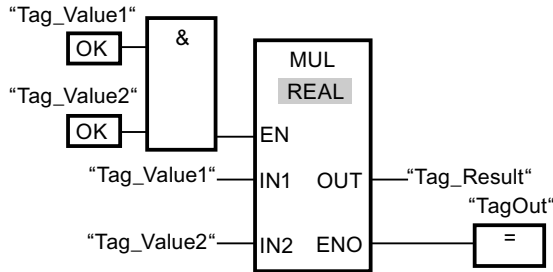 “Tag_Value1“
OK
&
“Tag_Value2“
OK
MUL
REAL
EN
“Tag_Value1“
IN1
OUT
“Tag_Result“
“TagOut“
=
“Tag_Value2“
IN2
ENO